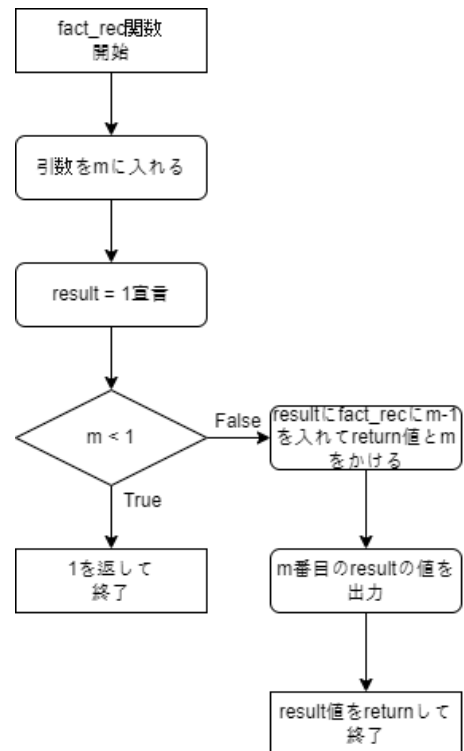 fact_rec関数
開始
引数をmに入れる
result = 1宣言
m < 1
False
True
resultにfact_recにm-1
を入れてreturn値とm
をかける
1を返して
終了
m番目のresultの値を
出力
result値をreturnして
終了